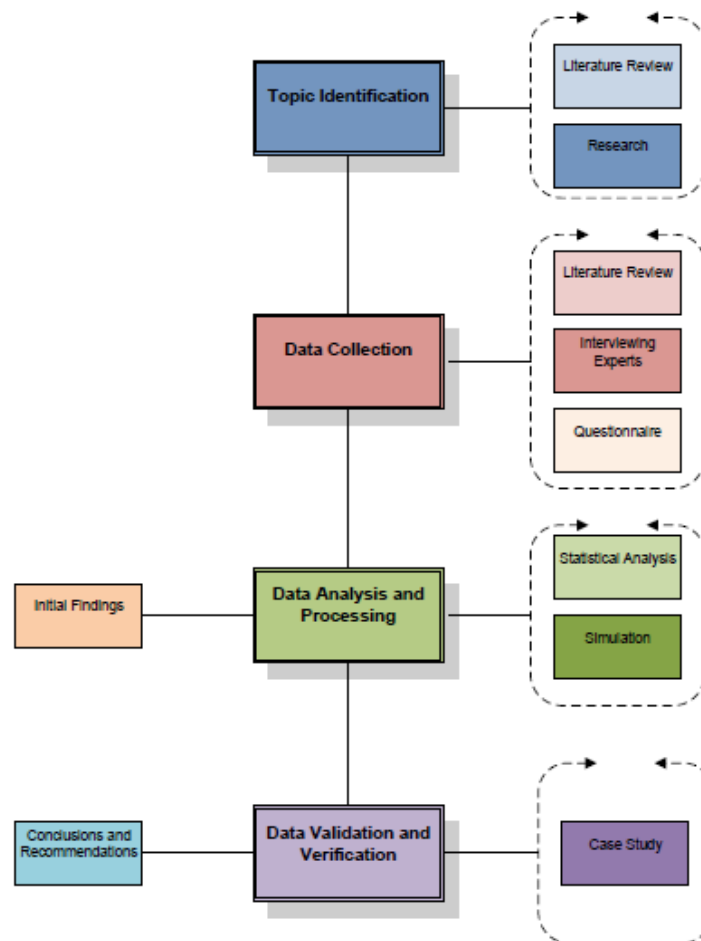 Topic Identification
Literature Review
Research
Data Collection
Literature Review
Interviewing
Experts
Questionnaire
Initial Findings
Data Analysis and
Processing
Statistical Analysis
Simulation
Conclusions and
Recommendations
Data Validation and
Verification
Case Study